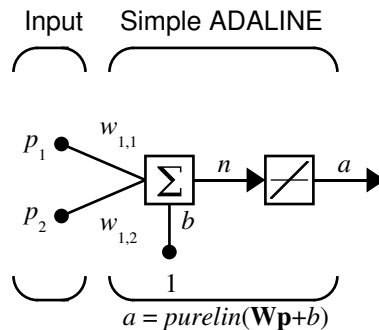 Input Simple ADALINE
p₁ w₁,₁
Σ n a
p₂ w₁,₂ b
1
a = purelin(Wp+b)